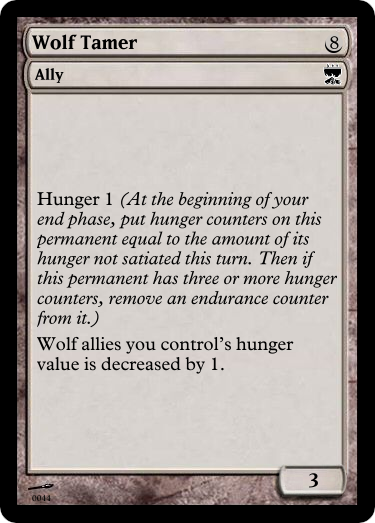 Wolf Tamer 8
Ally
Hunger 1 (At the beginning of your
end phase, put hunger counters on this
permanent equal to the amount of its
hunger not satiated this turn. Then if
this permanent has three or more hunger
counters, remove an endurance counter
from it.)
Wolf allies you control's hunger
value is decreased by 1.
3
0044